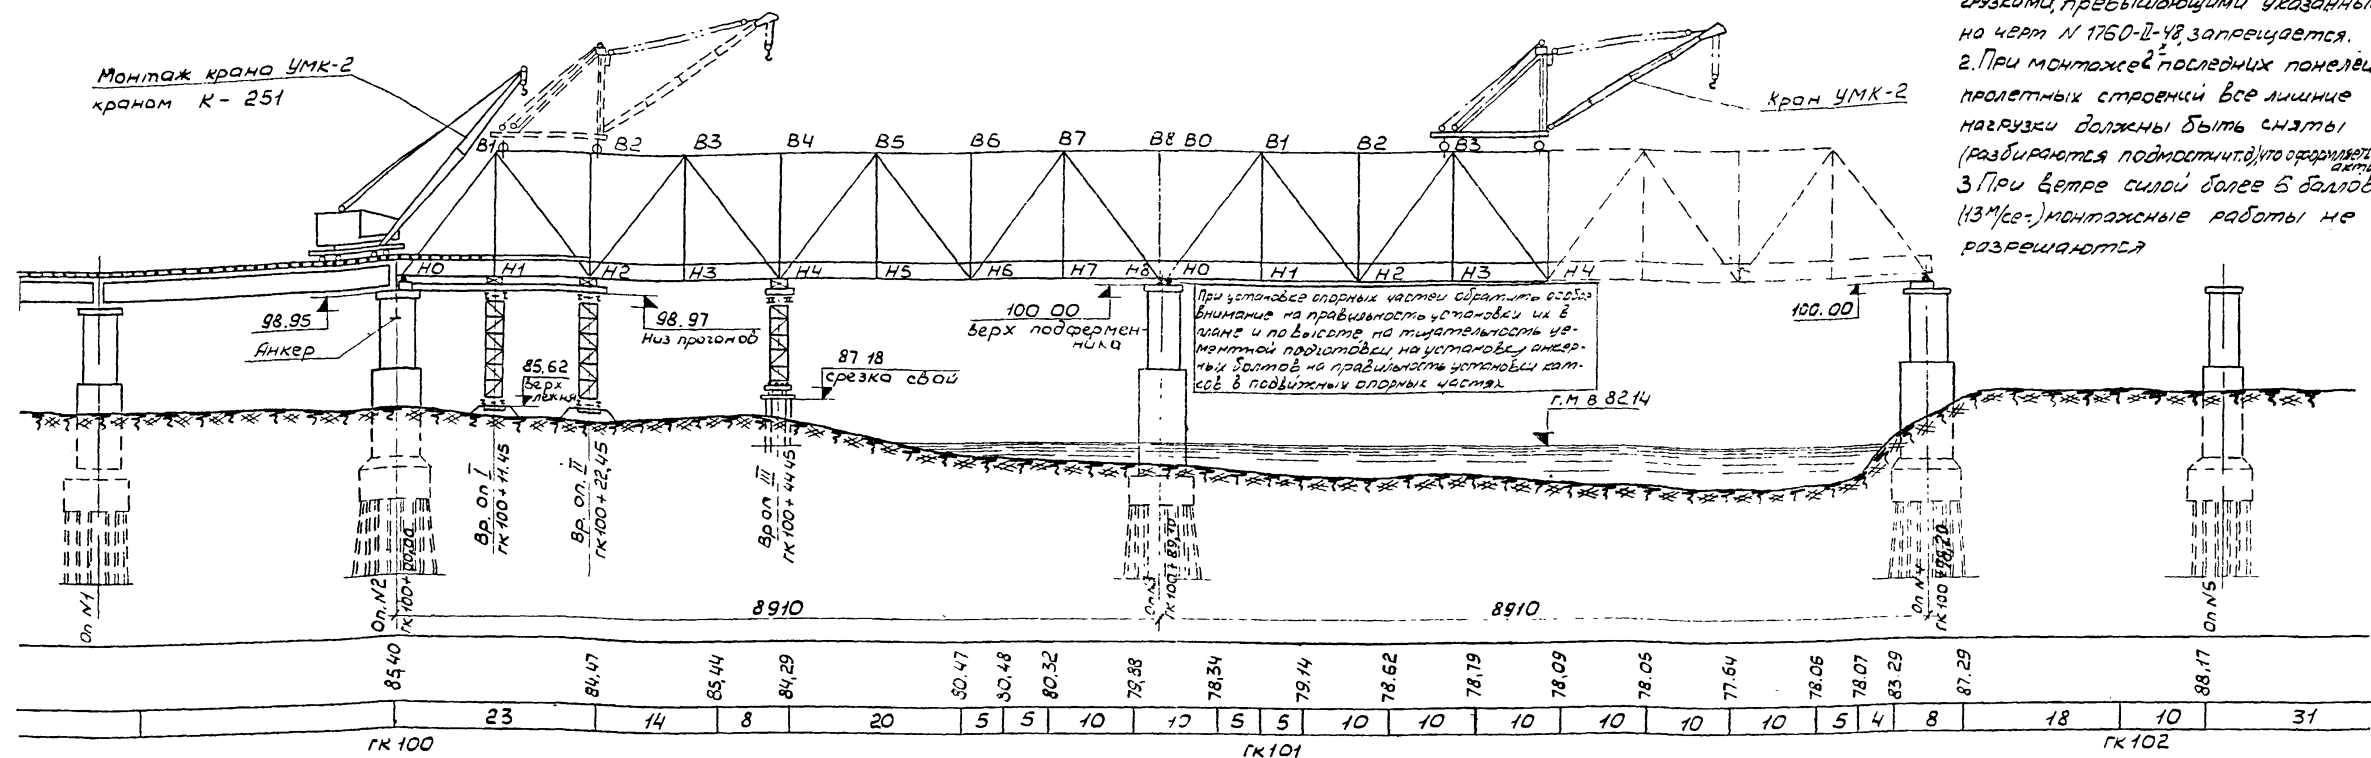 Монтаж крана УМК-2
краном К-251
Кран УМК-2
на черт N 1760-II-48, запрещается.
2. При монтаже 2х последних панелей
пролетных строений все лишние
нагрузки должны быть сняты
(разбираются подмости и т.д), что оформляется
актом
3 При ветре силой более 6 баллов
(13 м/се-) монтажные работы не
разрешаются
В1 В2 В3 В4 В5 В6 В7 В8 В0 В1 В2 В3
Н0 Н1 Н2 Н3 Н4 Н5 Н6 Н7 Н8 Н0 Н1 Н2 Н3 Н4
98.95
Анкер
98.97
Низ прогонов
85,62
верх
лежня
87 18
срезка свай
100 00
верх подфермен-
ника
При установке опорных частей обратить особое
внимание на правильность установки их в
плане и по высоте, на тщательность це-
ментной подготовки, на установку анкер-
ных болтов на правильность установки кат-
ков в подвижных опорных частях
100.00
г.м в 82 14
Оп N1
Оп. N2
ГК 100+00,00
Вр оп I
ГК 100+11.45
Вр. оп. II
ГК 100+22,45
Вр оп III
ГК 100+44 45
Оп N3
ГК 100+89,10
Оп N4
Оп N5
8910
8910
85,40 84,47 85,44 84,29 80.47 80,48 80,32 79,88 78,34 79,14 78.62 78,79 78,09 78.05 77.64 78.06 78.07 83.29 87.29 88,17
23 14 8 20 5 5 10 10 5 5 10 10 10 10 10 10 5 4 8 18 10 31
ГК 100
ГК 101
ГК 102